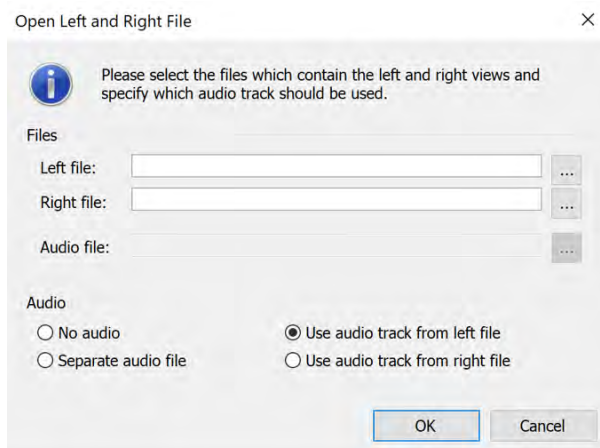 Open Left and Right File
Please select the files which contain the left and right views and
specify which audio track should be used.
Files
Left file:
...
Right file:
...
Audio file:
...
Audio
No audio
Use audio track from left file
Separate audio file
Use audio track from right file
OK
Cancel